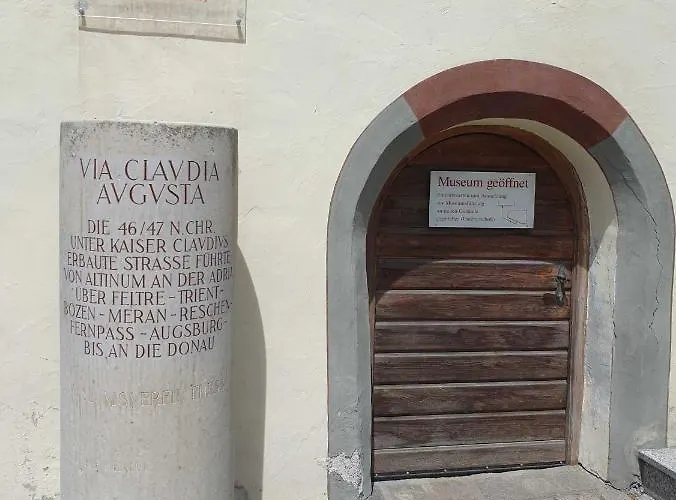 VIA CLAVDIA
AVGVSTA
DIE 46/47 N.CHR.
UNTER KAISER CLAVDIVS
ERBAUTE STRASSE FÜHRTE
VON ALTINUM AN DER ADRIA
ÜBER FELTRE-TRIENT-
BOZEN-MERAN-RESCHEN-
FERNPASS-AUGSBURG-
BIS AN DIE DONAU
Museum geöffnet